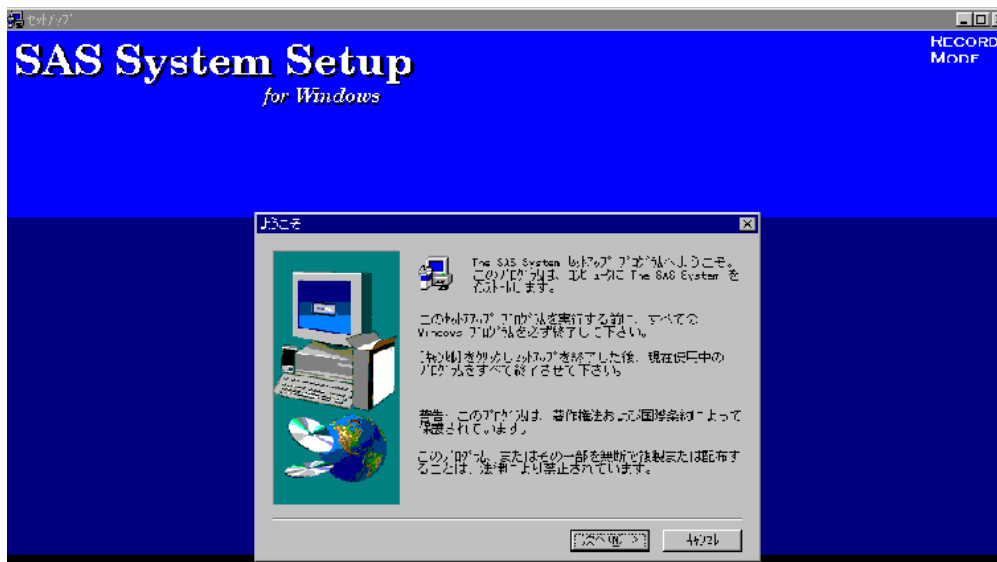 セットアップ
SAS System Setup
for Windows
RECORD
MODE
ようこそ
The SAS System セットアップ プログラムへようこそ。
このプログラムは、コンピュータに The SAS System を
インストールします。
このセットアップ プログラムを実行する前に、すべての
Windows プログラムを必ず終了して下さい。
[キャンセル]をクリックしセットアップを終了した後、現在使用中の
プログラムをすべて終了させて下さい。
警告: このプログラムは、著作権法および国際条約によって
保護されています。
このプログラム、またはその一部を無断で複製または配布す
ることは、法律により禁止されています。
次へ(N) >
キャンセル